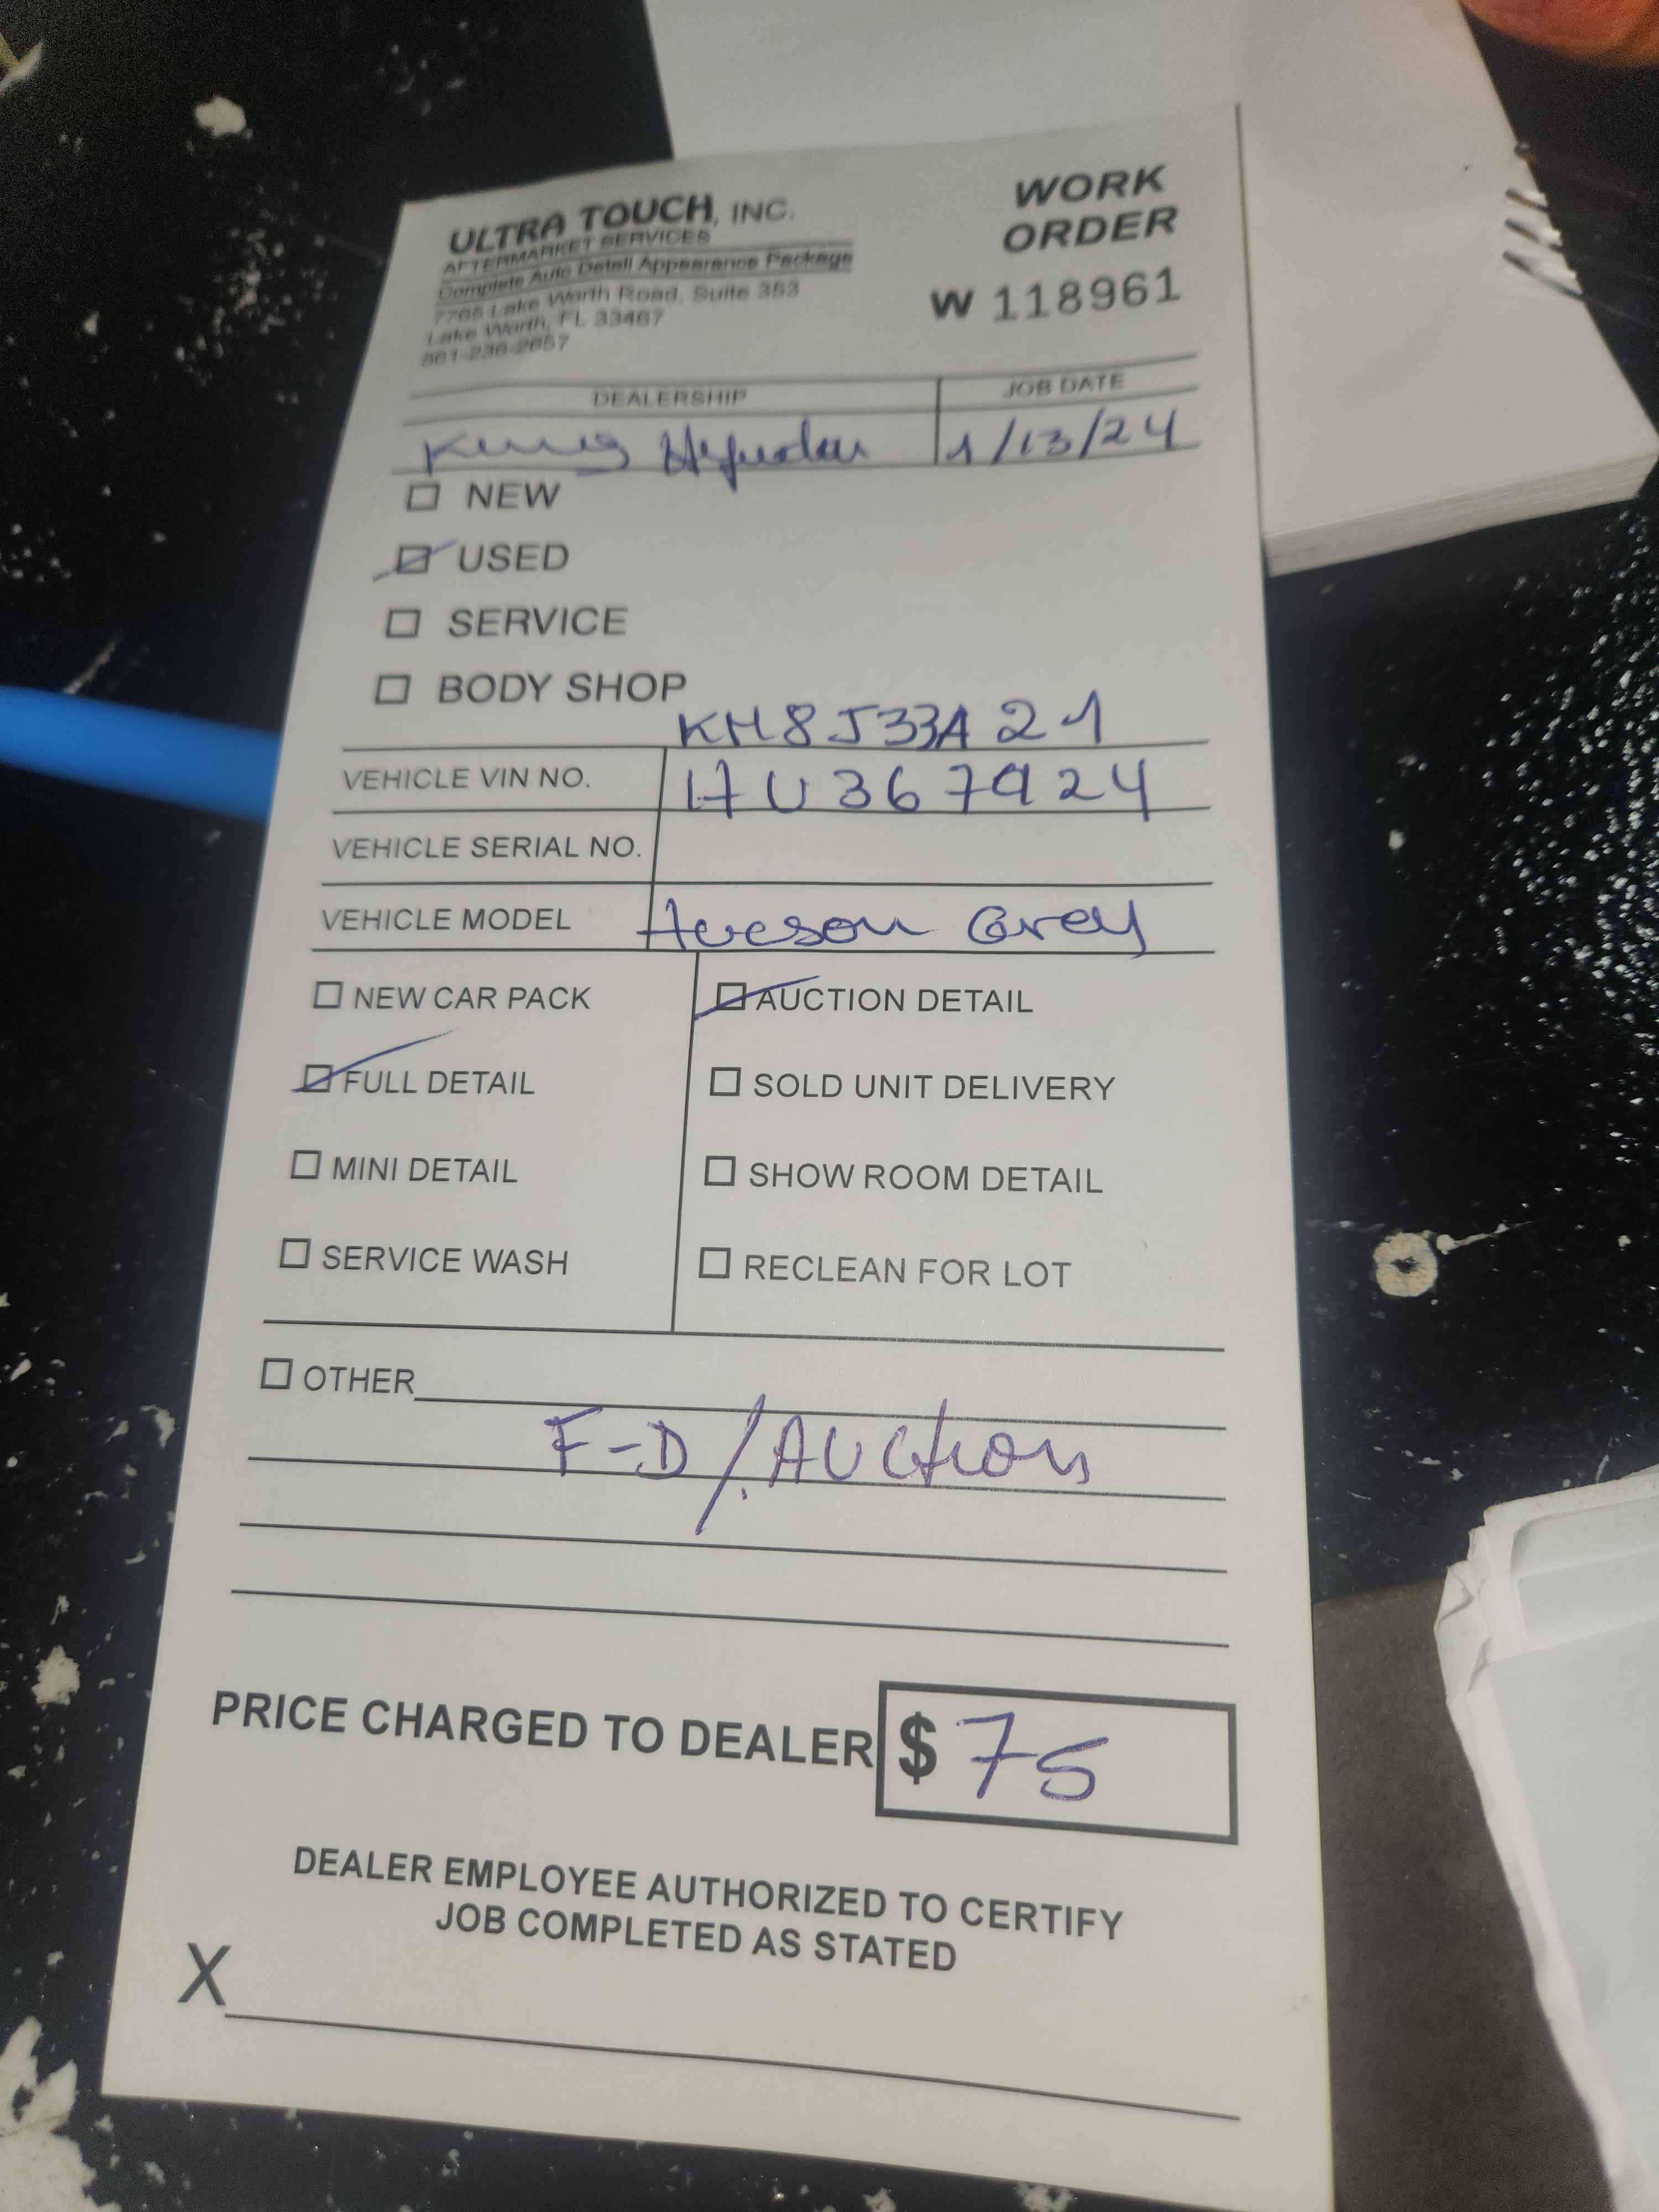 ULTRA TOUCH, INC.
AFTERMARKET SERVICES
Complete Auto Detail Appearance Package
7765 Lake Worth Road, Suite 353
Lake Worth, FL 33467
561-236-2657
WORK
ORDER
W 118961
DEALERSHIP
JOB DATE
1/13/24
☐ NEW
☑ USED
☐ SERVICE
☐ BODY SHOP
KM8J33A21
VEHICLE VIN NO. HU367924
VEHICLE SERIAL NO.
VEHICLE MODEL Tucson Grey
☐ NEW CAR PACK
☑ FULL DETAIL
☐ MINI DETAIL
☐ SERVICE WASH
☑ AUCTION DETAIL
☐ SOLD UNIT DELIVERY
☐ SHOW ROOM DETAIL
☐ RECLEAN FOR LOT
☐ OTHER
F-D/Auction
PRICE CHARGED TO DEALER $ 75
DEALER EMPLOYEE AUTHORIZED TO CERTIFY
JOB COMPLETED AS STATED
X